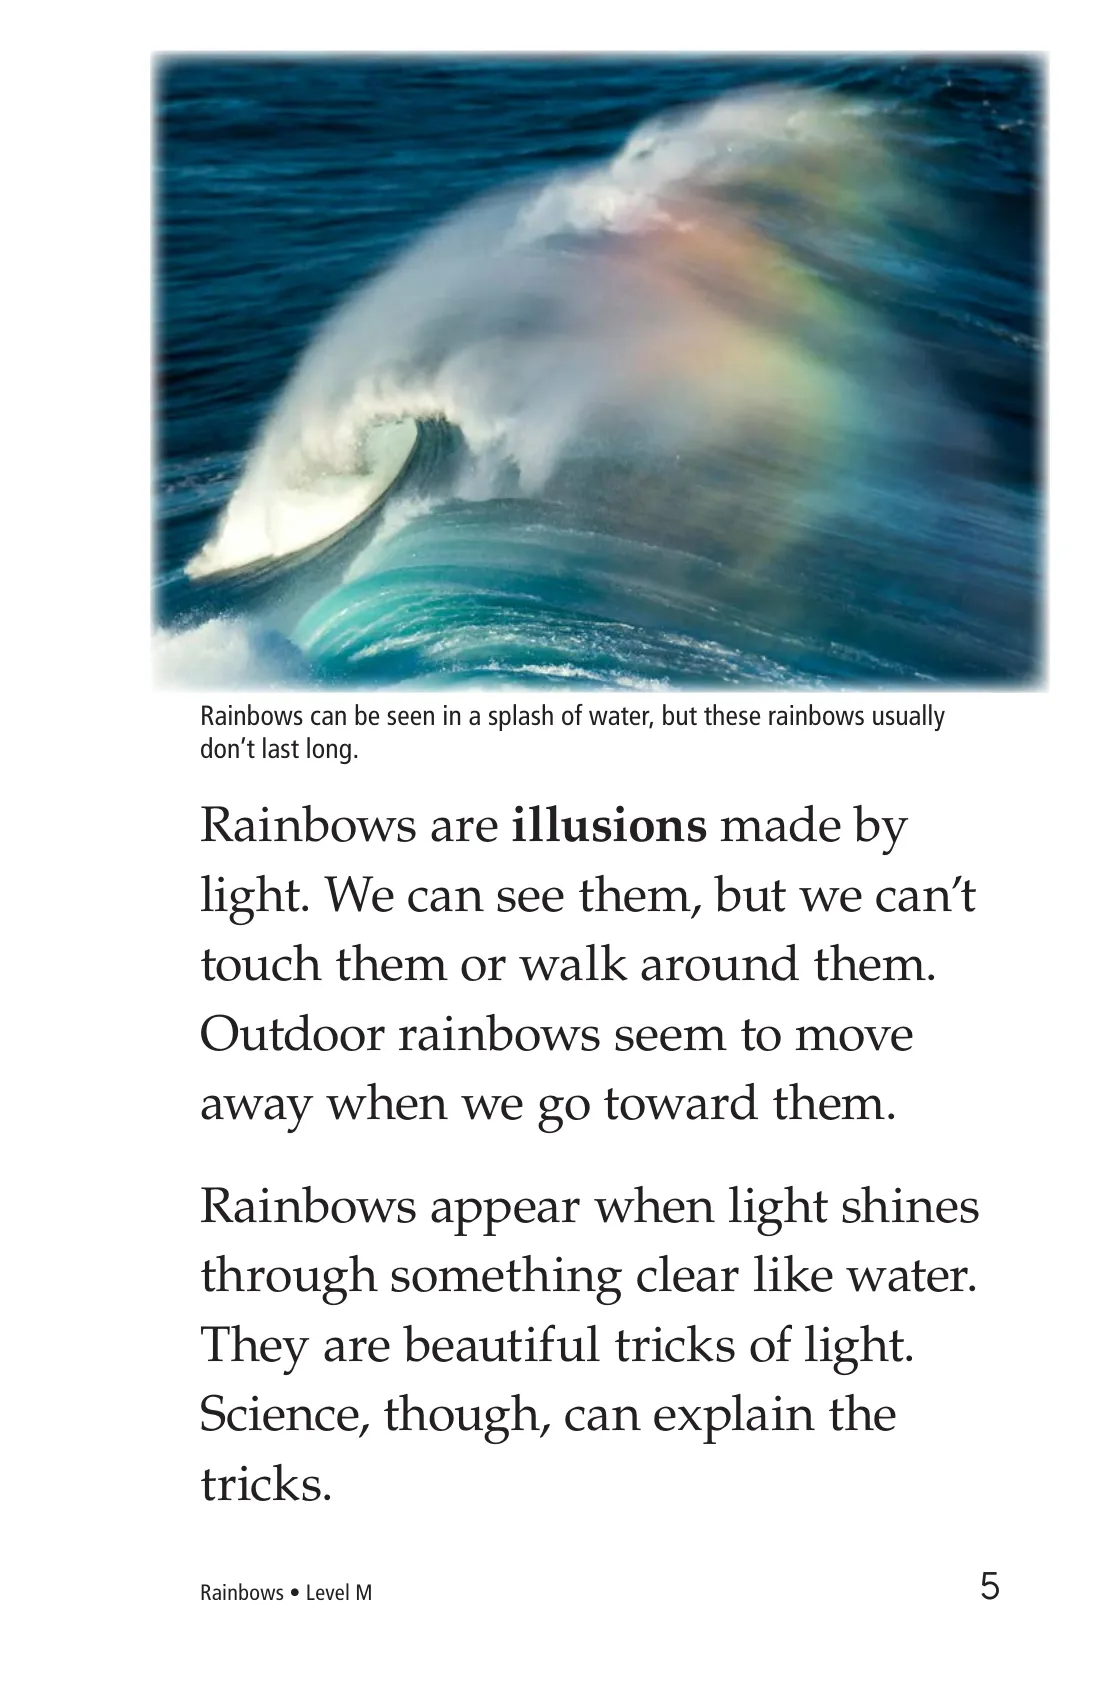 Rainbows can be seen in a splash of water, but these rainbows usually
don’t last long.
Rainbows are illusions made by
light. We can see them, but we can’t
touch them or walk around them.
Outdoor rainbows seem to move
away when we go toward them.
Rainbows appear when light shines
through something clear like water.
They are beautiful tricks of light.
Science, though, can explain the
tricks.
Rainbows • Level M
5